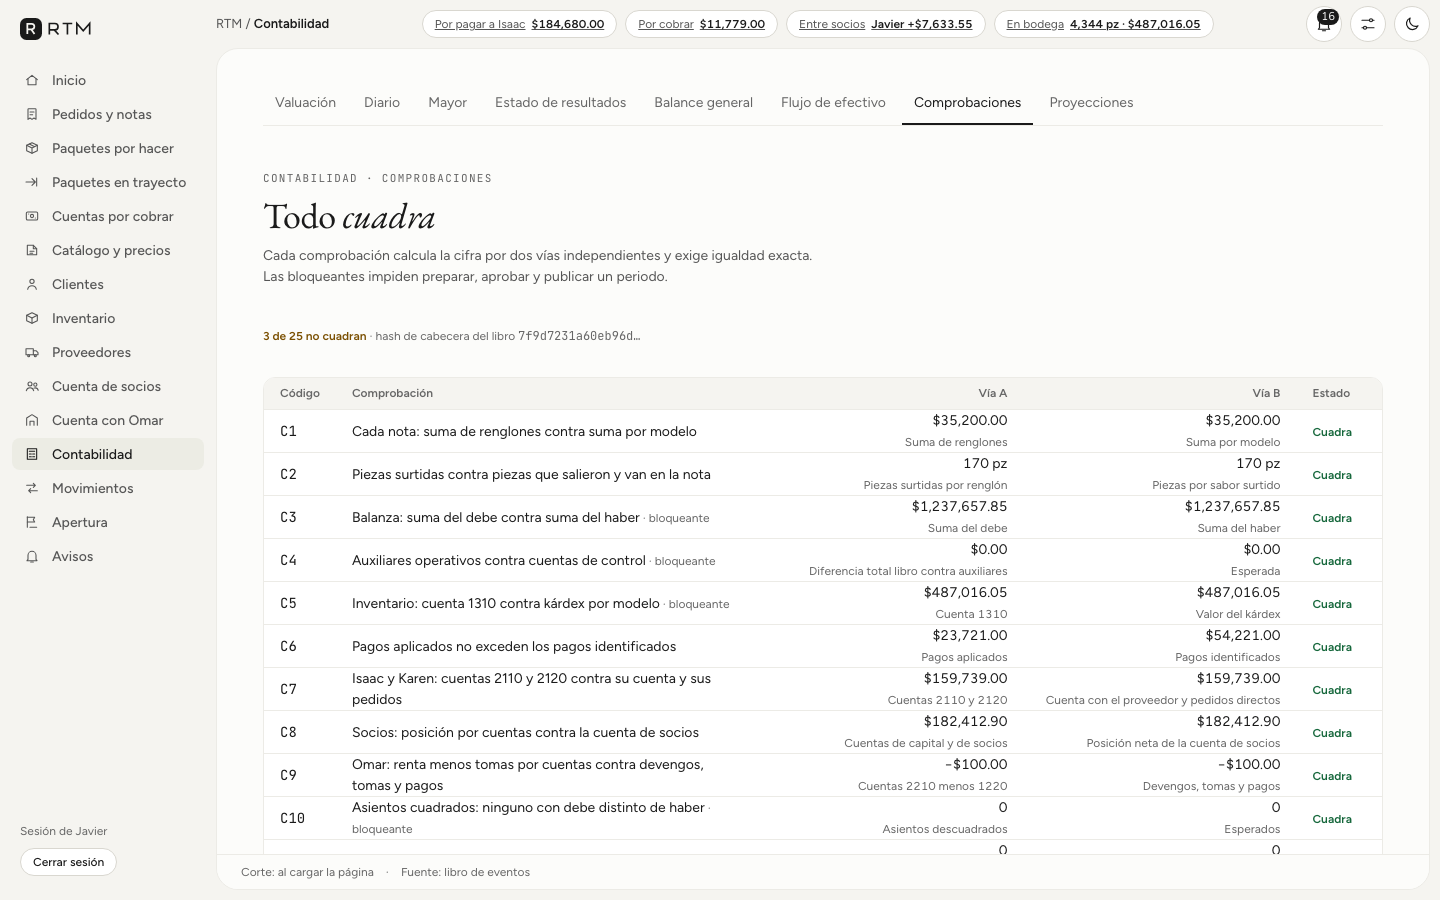 R RTM
RTM / Contabilidad
Por pagar a Isaac $184,680.00
Por cobrar $11,779.00
Entre socios Javier +$7,633.55
En bodega 4,344 pz · $487,016.05
16
Inicio
Pedidos y notas
Paquetes por hacer
Paquetes en trayecto
Cuentas por cobrar
Catálogo y precios
Clientes
Inventario
Proveedores
Cuenta de socios
Cuenta con Omar
Contabilidad
Movimientos
Apertura
Avisos
Sesión de Javier
Cerrar sesión
Valuación Diario Mayor Estado de resultados Balance general Flujo de efectivo Comprobaciones Proyecciones
CONTABILIDAD · COMPROBACIONES
Todo cuadra
Cada comprobación calcula la cifra por dos vías independientes y exige igualdad exacta.
Las bloqueantes impiden preparar, aprobar y publicar un periodo.
3 de 25 no cuadran · hash de cabecera del libro 7f9d7231a60eb96d…
Código Comprobación Vía A Vía B Estado
C1 Cada nota: suma de renglones contra suma por modelo $35,200.00 Suma de renglones $35,200.00 Suma por modelo Cuadra
C2 Piezas surtidas contra piezas que salieron y van en la nota 170 pz Piezas surtidas por renglón 170 pz Piezas por sabor surtido Cuadra
C3 Balanza: suma del debe contra suma del haber · bloqueante $1,237,657.85 Suma del debe $1,237,657.85 Suma del haber Cuadra
C4 Auxiliares operativos contra cuentas de control · bloqueante $0.00 Diferencia total libro contra auxiliares $0.00 Esperada Cuadra
C5 Inventario: cuenta 1310 contra kárdex por modelo · bloqueante $487,016.05 Cuenta 1310 $487,016.05 Valor del kárdex Cuadra
C6 Pagos aplicados no exceden los pagos identificados $23,721.00 Pagos aplicados $54,221.00 Pagos identificados Cuadra
C7 Isaac y Karen: cuentas 2110 y 2120 contra su cuenta y sus pedidos $159,739.00 Cuentas 2110 y 2120 $159,739.00 Cuenta con el proveedor y pedidos directos Cuadra
C8 Socios: posición por cuentas contra la cuenta de socios $182,412.90 Cuentas de capital y de socios $182,412.90 Posición neta de la cuenta de socios Cuadra
C9 Omar: renta menos tomas por cuentas contra devengos, tomas y pagos −$100.00 Cuentas 2210 menos 1220 −$100.00 Devengos, tomas y pagos Cuadra
C10 Asientos cuadrados: ninguno con debe distinto de haber · bloqueante 0 Asientos descuadrados 0 Esperados Cuadra
0 0
Corte: al cargar la página · Fuente: libro de eventos